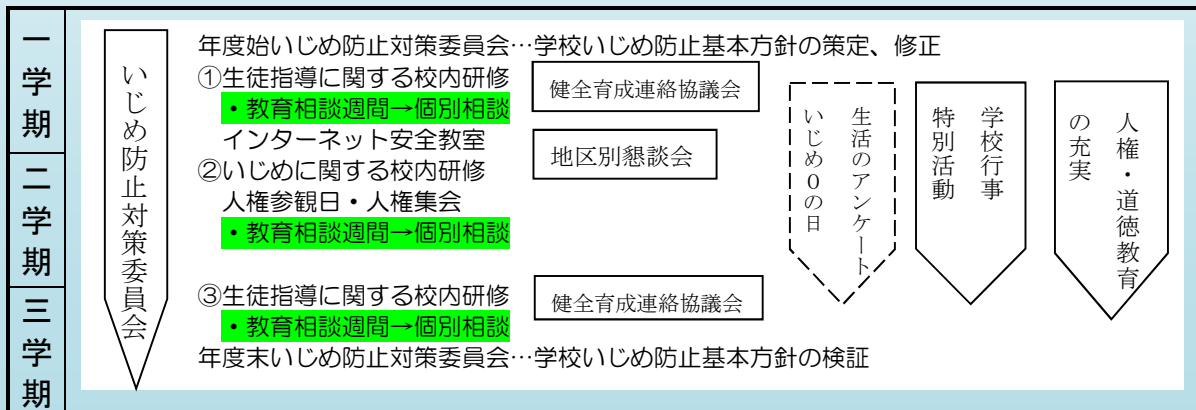 一学期
二学期
三学期
いじめ防止対策委員会
年度始いじめ防止対策委員会…学校いじめ防止基本方針の策定、修正
①生徒指導に関する校内研修
・教育相談週間→個別相談
インターネット安全教室
②いじめに関する校内研修
人権参観日・人権集会
・教育相談週間→個別相談
③生徒指導に関する校内研修
・教育相談週間→個別相談
年度末いじめ防止対策委員会…学校いじめ防止基本方針の検証
健全育成連絡協議会
地区別懇談会
健全育成連絡協議会
生活のアンケート
いじめ0の日
学校行事
特別活動
人権・道徳教育
の充実